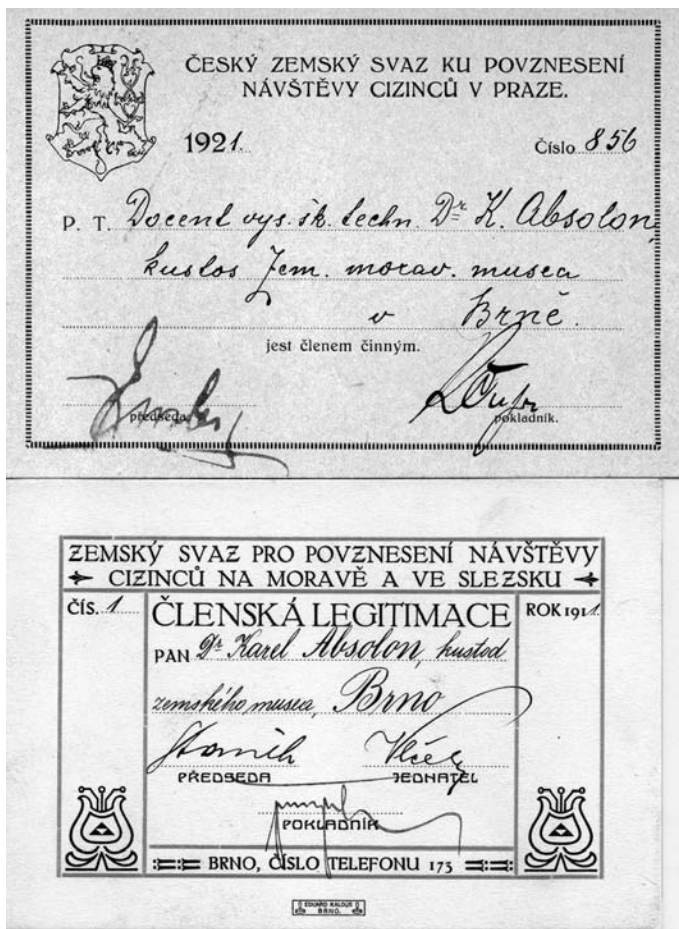 ČESKÝ ZEMSKÝ SVAZ KU POVZNESENÍ
NÁVŠTĚVY CIZINCŮ V PRAZE.
1921. Číslo 856
P. T. Docent vys. šk. techn. Dr K. Absolon,
kustos Zem. morav. musea
v Brně.
jest členem činným.
předseda. pokladník.
ZEMSKÝ SVAZ PRO POVZNESENÍ NÁVŠTĚVY
CIZINCŮ NA MORAVĚ A VE SLEZSKU
ČÍS. 1 ČLENSKÁ LEGITIMACE ROK 1911.
PAN Dr Karel Absolon, kustod
zemského musea, Brno
PŘEDSEDA JEDNATEL
POKLADNÍK
BRNO, ČÍSLO TELEFONU 173
EDUARD KALOUS
BRNO.